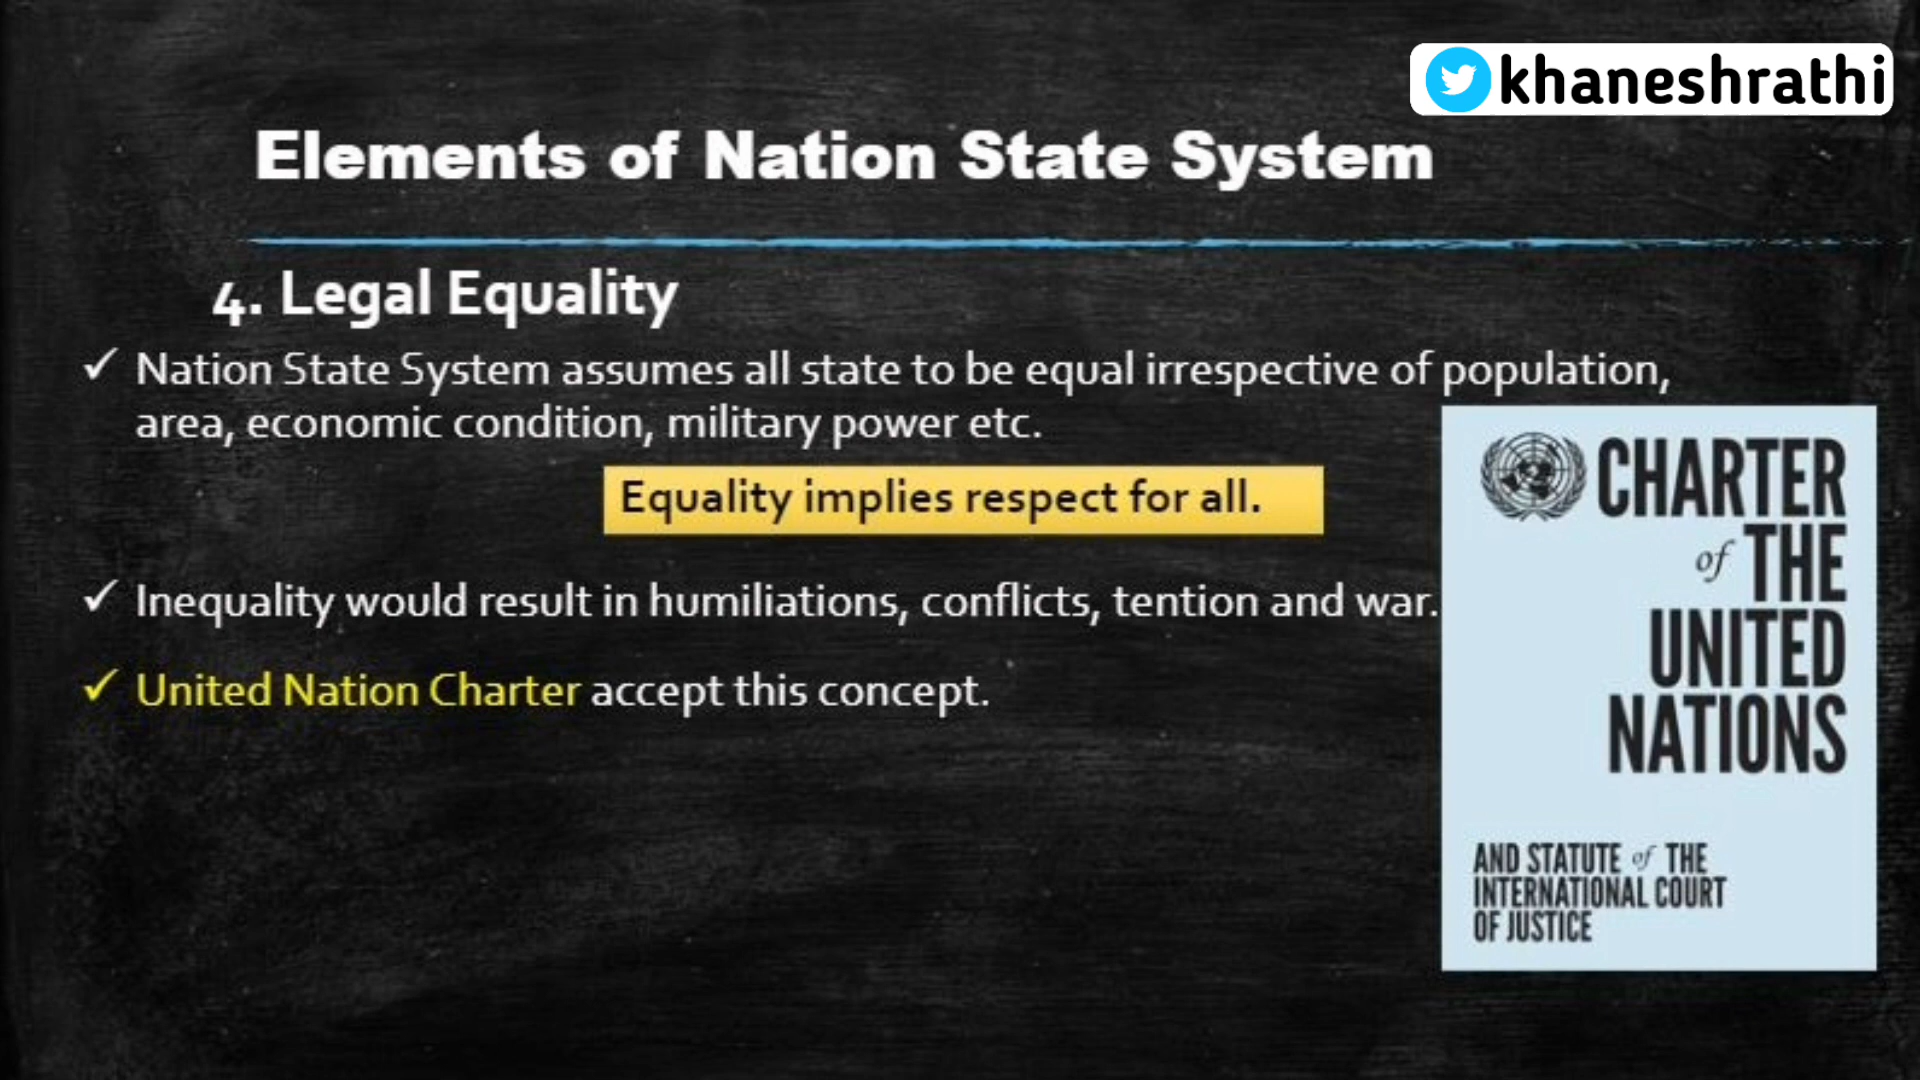 khaneshrathi
Elements of Nation State System
4. Legal Equality
✓ Nation State System assumes all state to be equal irrespective of population,
area, economic condition, military power etc.
Equality implies respect for all.
✓ Inequality would result in humiliations, conflicts, tention and war.
✓ United Nation Charter accept this concept.
CHARTER
of THE
UNITED
NATIONS
AND STATUTE of THE
INTERNATIONAL COURT
OF JUSTICE